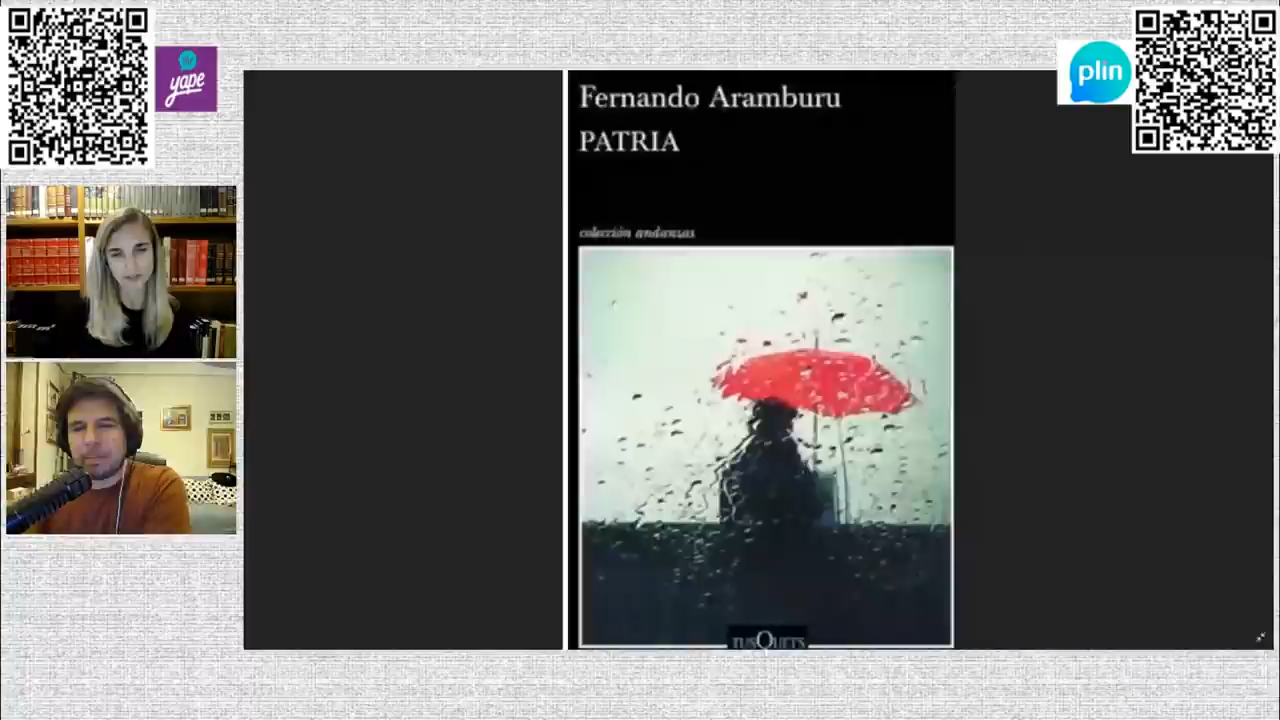 yape
plin
Fernando Aramburu
PATRIA
colección andanzas
TUSQUETS